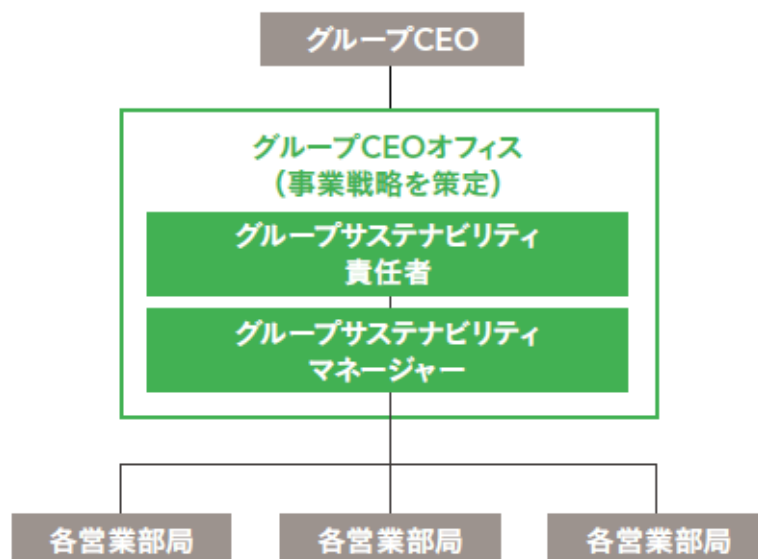 グループCEO
グループCEOオフィス
(事業戦略を策定)
グループサステナビリティ
責任者
グループサステナビリティ
マネージャー
各営業部局
各営業部局
各営業部局